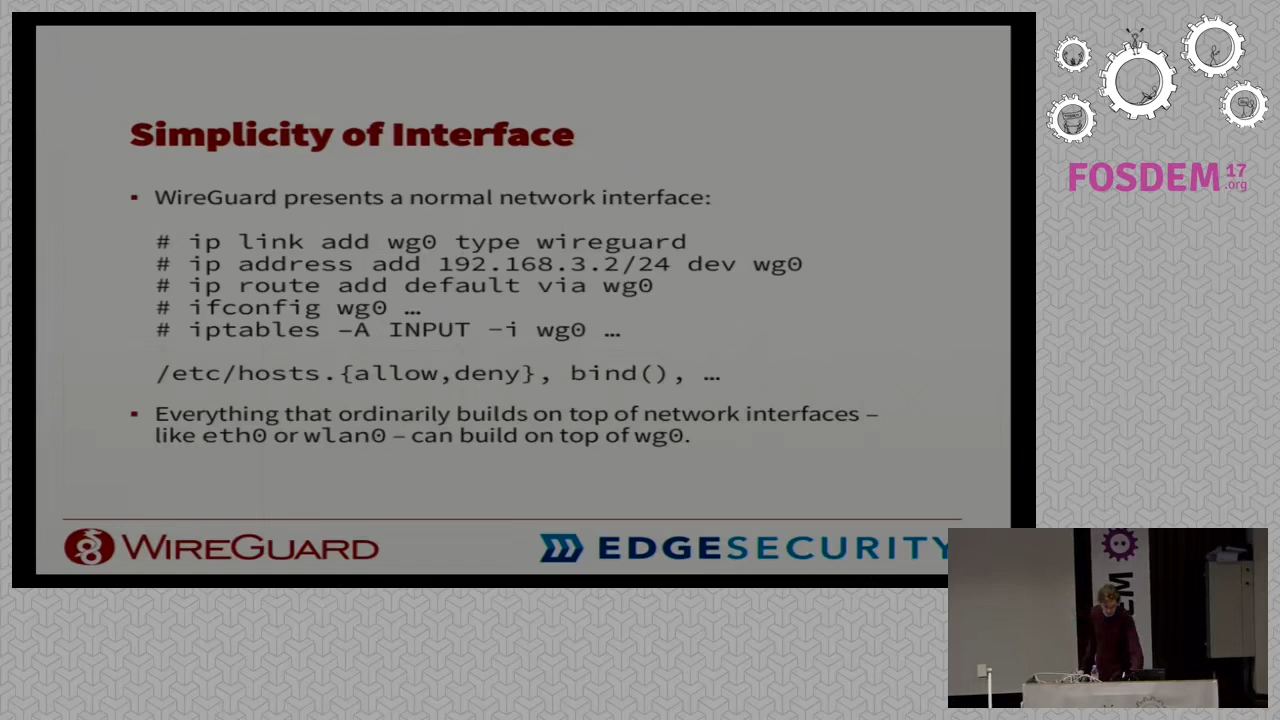 Simplicity of Interface
▪ WireGuard presents a normal network interface:
# ip link add wg0 type wireguard
# ip address add 192.168.3.2/24 dev wg0
# ip route add default via wg0
# ifconfig wg0 …
# iptables –A INPUT –i wg0 …
/etc/hosts.{allow,deny}, bind(), …
▪ Everything that ordinarily builds on top of network interfaces –
like eth0 or wlan0 – can build on top of wg0.
WIREGUARD
EDGESECURITY
FOSDEM 17
.org